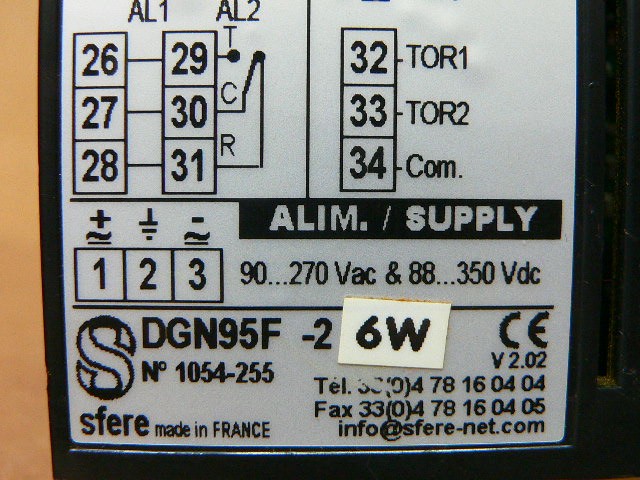 AL1 AL2
26 29 T
27 30 C
28 31 R
32 TOR1
33 TOR2
34 Com.
+ -
ALIM. / SUPPLY
1 2 3 90...270 Vac & 88...350 Vdc
DGN95F -2 6W CE
V 2.02
N° 1054-255
Tèl. 33(0)4 78 16 04 04
Fax 33(0)4 78 16 04 05
sfere made in FRANCE info@sfere-net.com